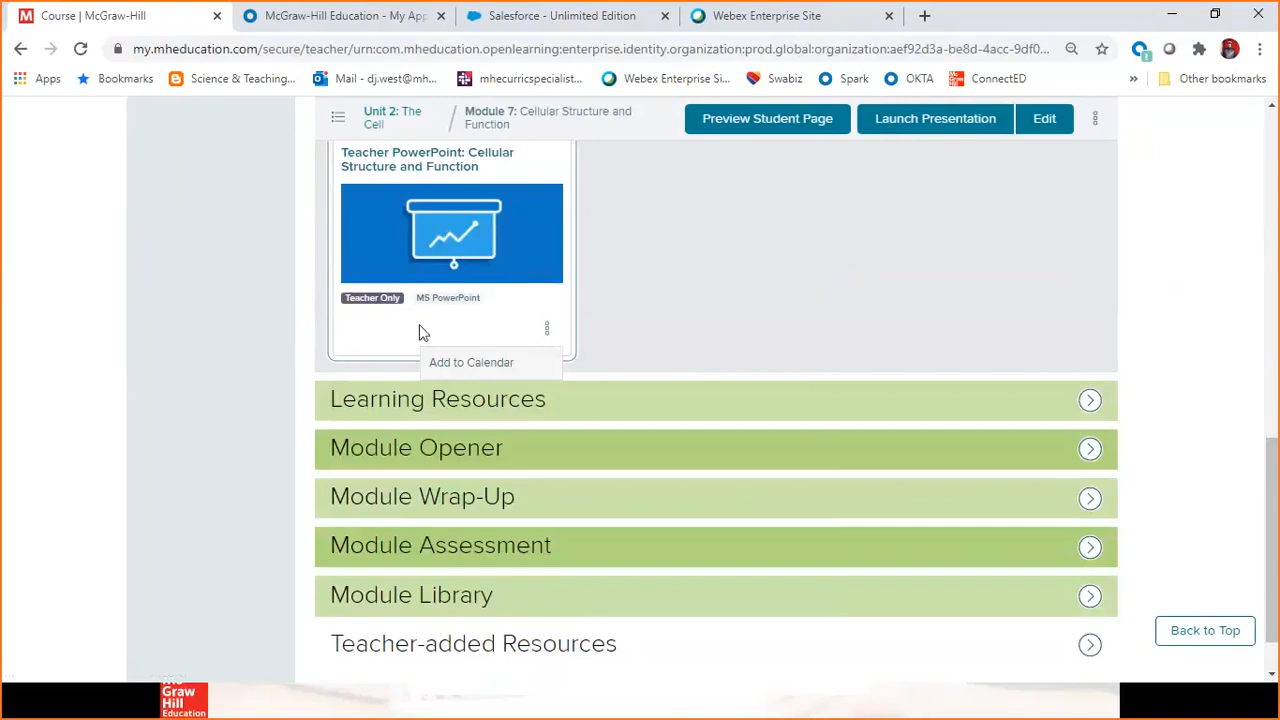 Course | McGraw-Hill
McGraw-Hill Education - My App
Salesforce - Unlimited Edition
Webex Enterprise Site
my.mheducation.com/secure/teacher/urn:com.mheducation.openlearning:enterprise.identity.organization:prod.global:organization:aef92d3a-be8d-4acc-9df0...
Apps
Bookmarks
Science & Teaching...
Mail - dj.west@mh...
mhecurricspecialist...
Webex Enterprise Si...
Swabiz
Spark
OKTA
ConnectED
»
Other bookmarks
Unit 2: The
Cell
Module 7: Cellular Structure and
Function
Preview Student Page
Launch Presentation
Edit
Teacher PowerPoint: Cellular
Structure and Function
Teacher Only
MS PowerPoint
Add to Calendar
Learning Resources
Module Opener
Module Wrap-Up
Module Assessment
Module Library
Teacher-added Resources
Back to Top
Graw
Hill
Education